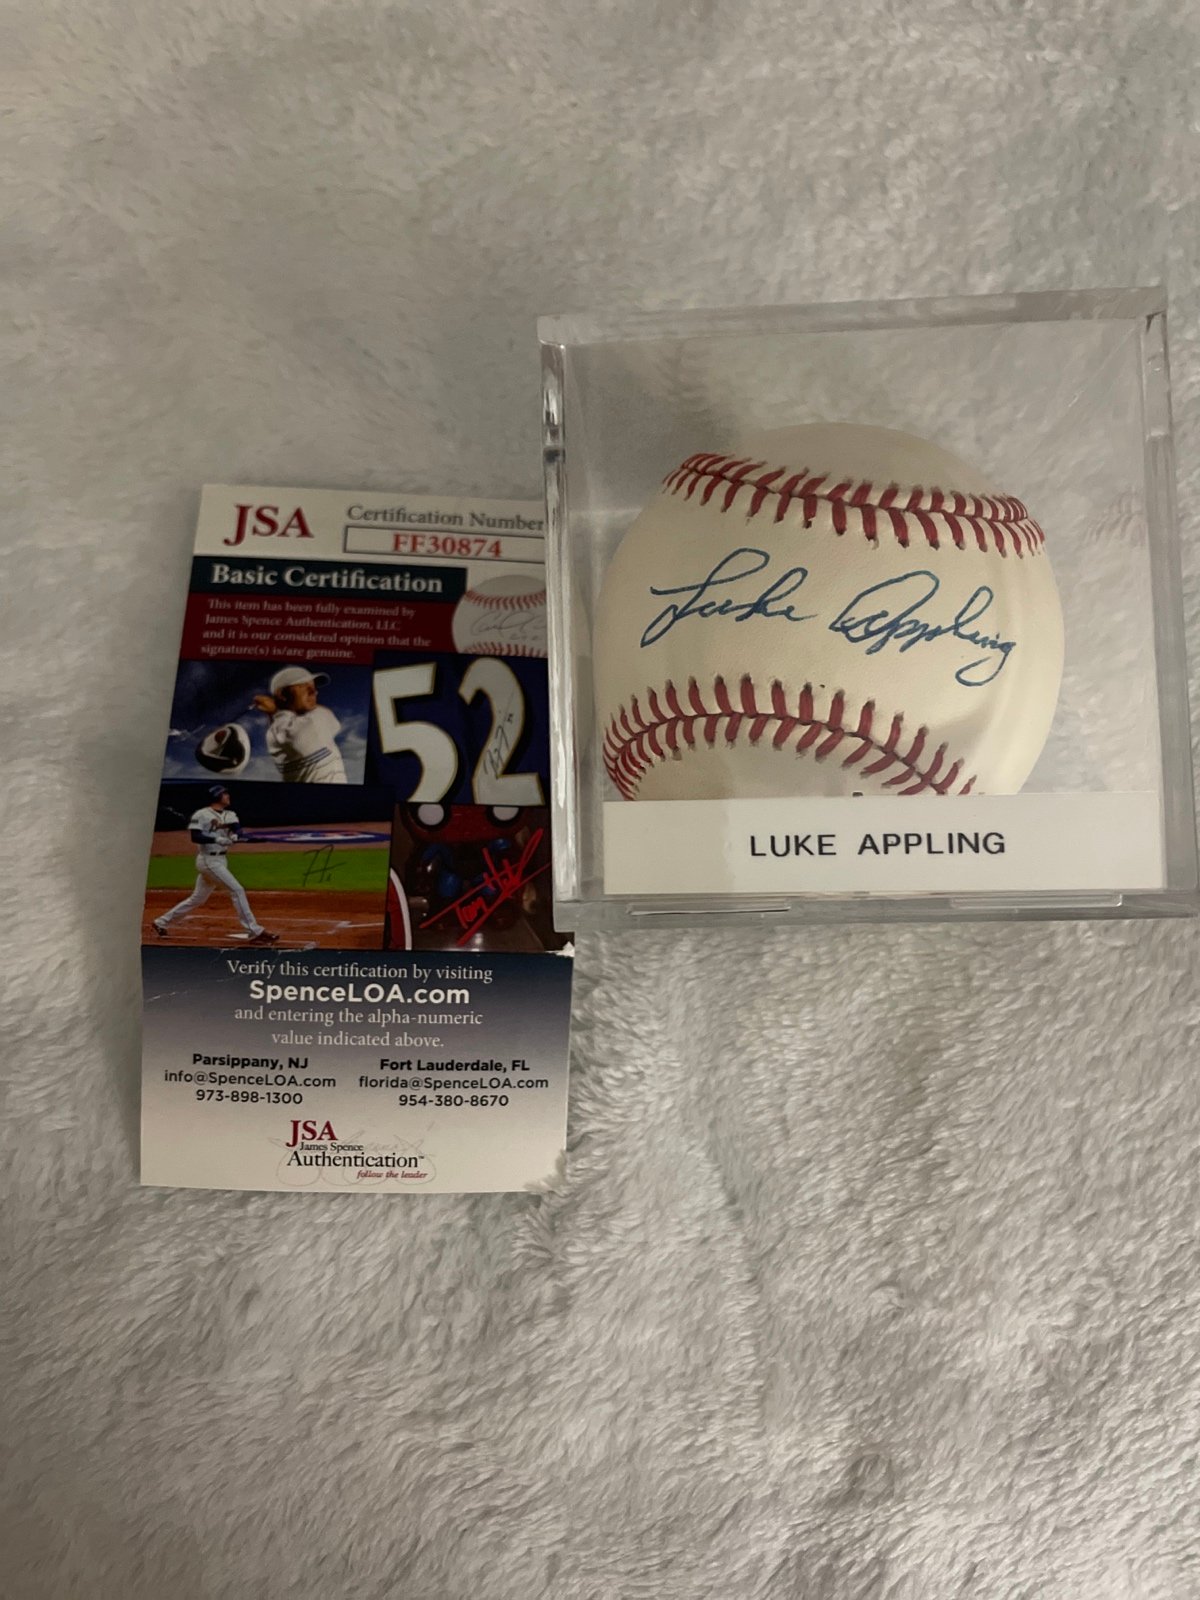 JSA
Certification Number
FF30874
Basic Certification
This item has been fully examined by
James Spence Authentication, LLC
and it is our considered opinion that the
signature(s) is/are genuine.
52
Luke Appling
LUKE APPLING
Verify this certification by visiting
SpenceLOA.com
and entering the alpha-numeric
value indicated above.
Parsippany, NJ
info@SpenceLOA.com
973-898-1300
Fort Lauderdale, FL
florida@SpenceLOA.com
954-380-8670
JSA
James Spence
Authentication™
follow the leader